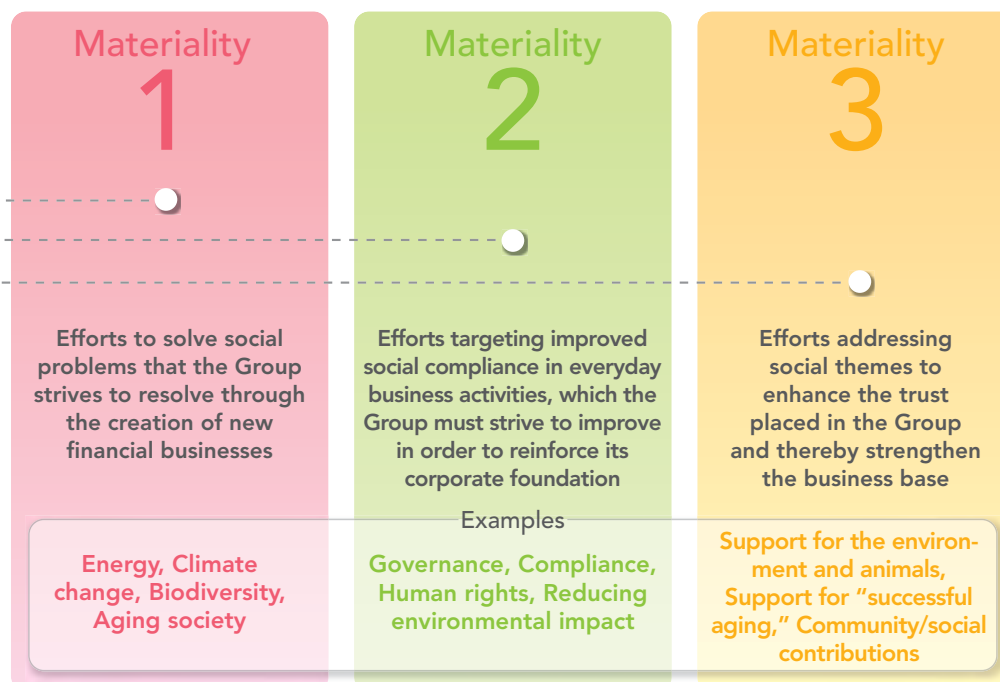 Materiality
1
Efforts to solve social
problems that the Group
strives to resolve through
the creation of new
financial businesses
Materiality
2
Efforts targeting improved
social compliance in everyday
business activities, which the
Group must strive to improve
in order to reinforce its
corporate foundation
Materiality
3
Efforts addressing
social themes to
enhance the trust
placed in the Group
and thereby strengthen
the business base
Examples
Energy, Climate
change, Biodiversity,
Aging society
Governance, Compliance,
Human rights, Reducing
environmental impact
Support for the environ-
ment and animals,
Support for “successful
aging,” Community/social
contributions